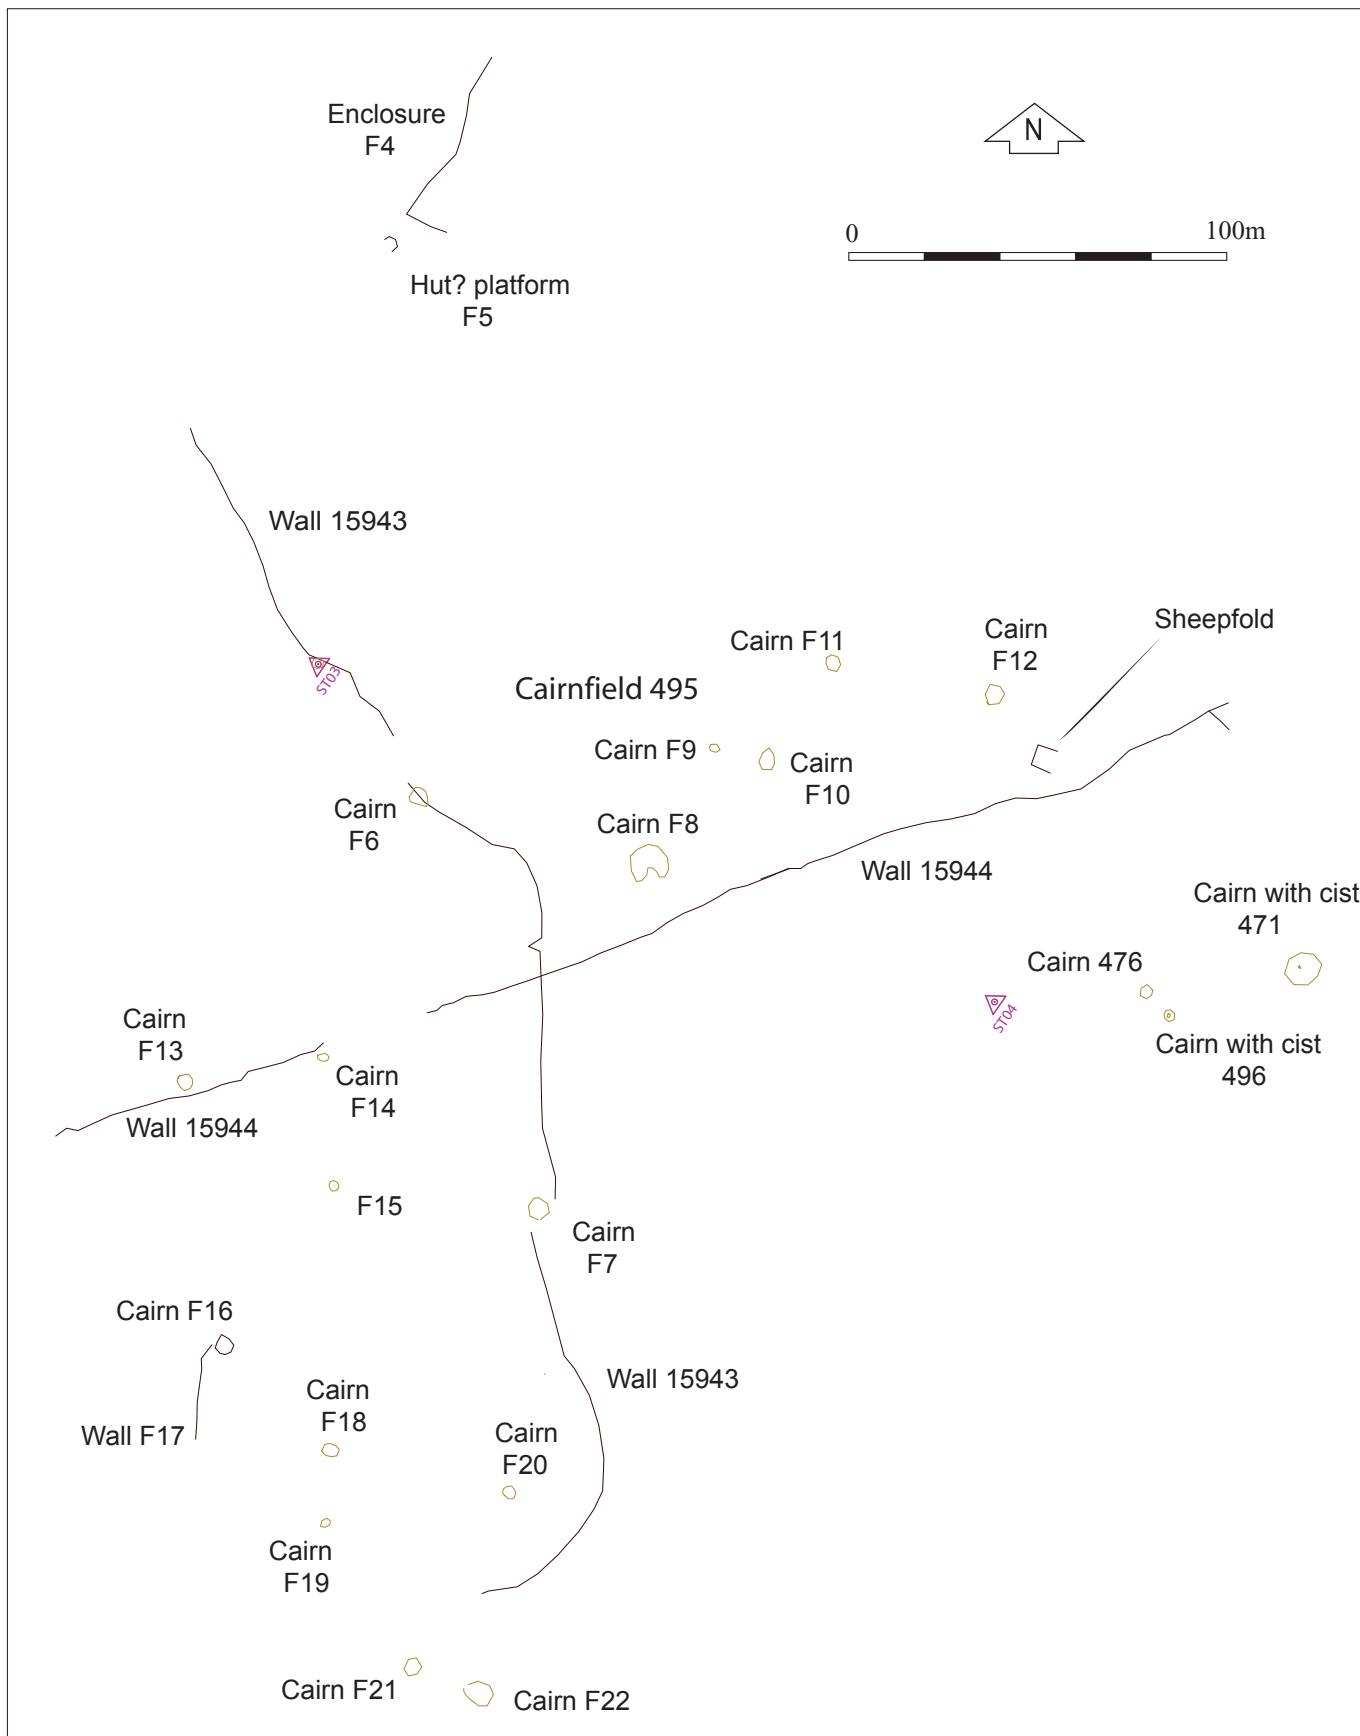 Enclosure
F4
N
0
100m
Hut? platform
F5
Wall 15943
ST03
Cairn F11
Cairn
F12
Sheepfold
Cairnfield 495
Cairn F9
Cairn
F10
Cairn
F6
Cairn F8
Wall 15944
Cairn with cist
471
Cairn 476
ST04
Cairn with cist
496
Cairn
F13
Cairn
F14
Wall 15944
F15
Cairn
F7
Cairn F16
Wall 15943
Cairn
F18
Wall F17
Cairn
F20
Cairn
F19
Cairn F21
Cairn F22